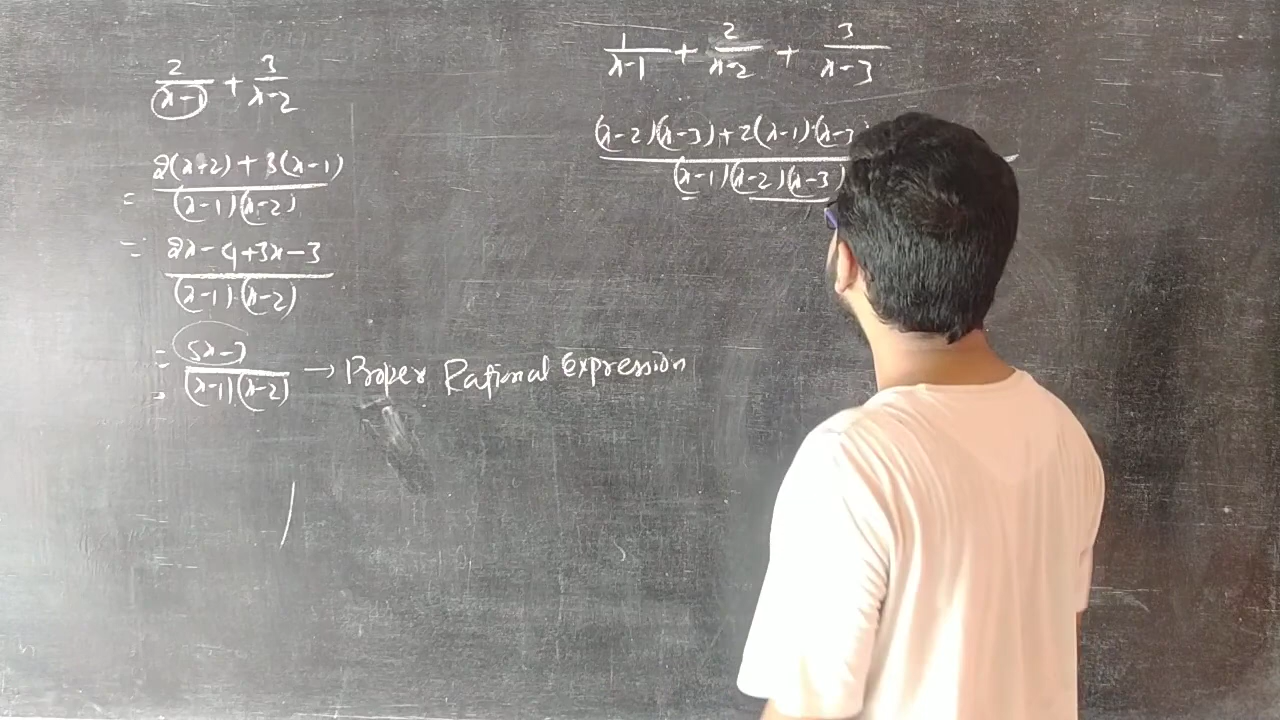 2/(x-1) + 3/(x-2)
= (2(x+2) + 3(x-1))/((x-1)(x-2))
= (2x-4+3x-3)/((x-1)(x-2))
= (5x-7)/((x-1)(x-2)) → Proper Rational Expression
1/(x-1) + 2/(x-2) + 3/(x-3)
(x-2)(x-3)+2(x-1)(x-3)
(x-1)(x-2)(x-3)